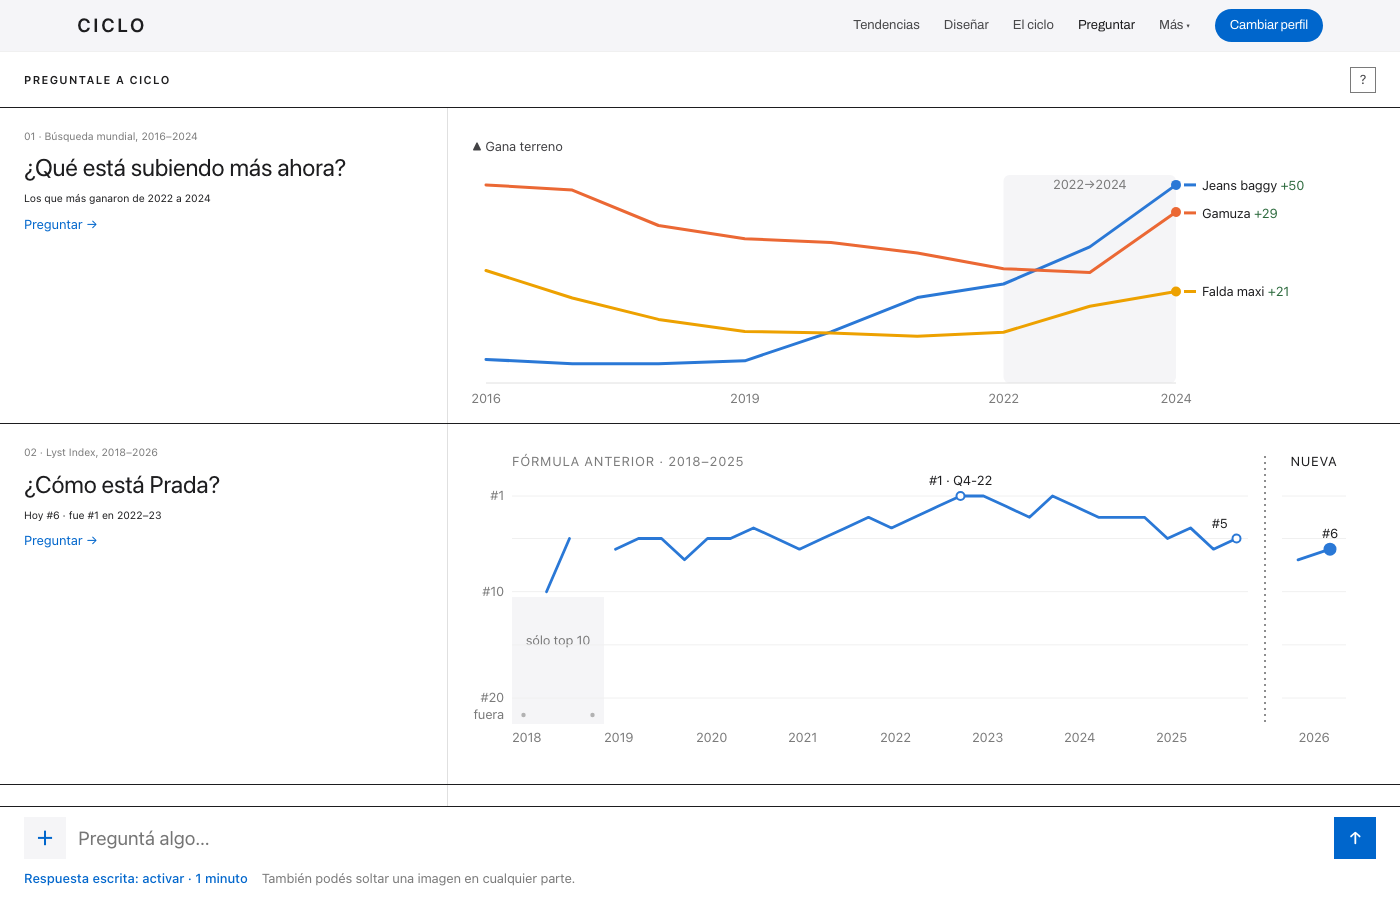 CICLO
Tendencias
Diseñar
El ciclo
Preguntar
Más
Cambiar perfil
PREGUNTALE A CICLO
?
01 · Búsqueda mundial, 2016–2024
¿Qué está subiendo más ahora?
Los que más ganaron de 2022 a 2024
Preguntar →
▲ Gana terreno
2022→2024
Jeans baggy +50
Gamuza +29
Falda maxi +21
2016
2019
2022
2024
02 · Lyst Index, 2018–2026
¿Cómo está Prada?
Hoy #6 · fue #1 en 2022–23
Preguntar →
FÓRMULA ANTERIOR · 2018–2025
NUEVA
#1 · Q4-22
#1
#5
#6
#10
sólo top 10
#20
fuera
2018
2019
2020
2021
2022
2023
2024
2025
2026
+
Preguntá algo...
↑
Respuesta escrita: activar · 1 minuto
También podés soltar una imagen en cualquier parte.